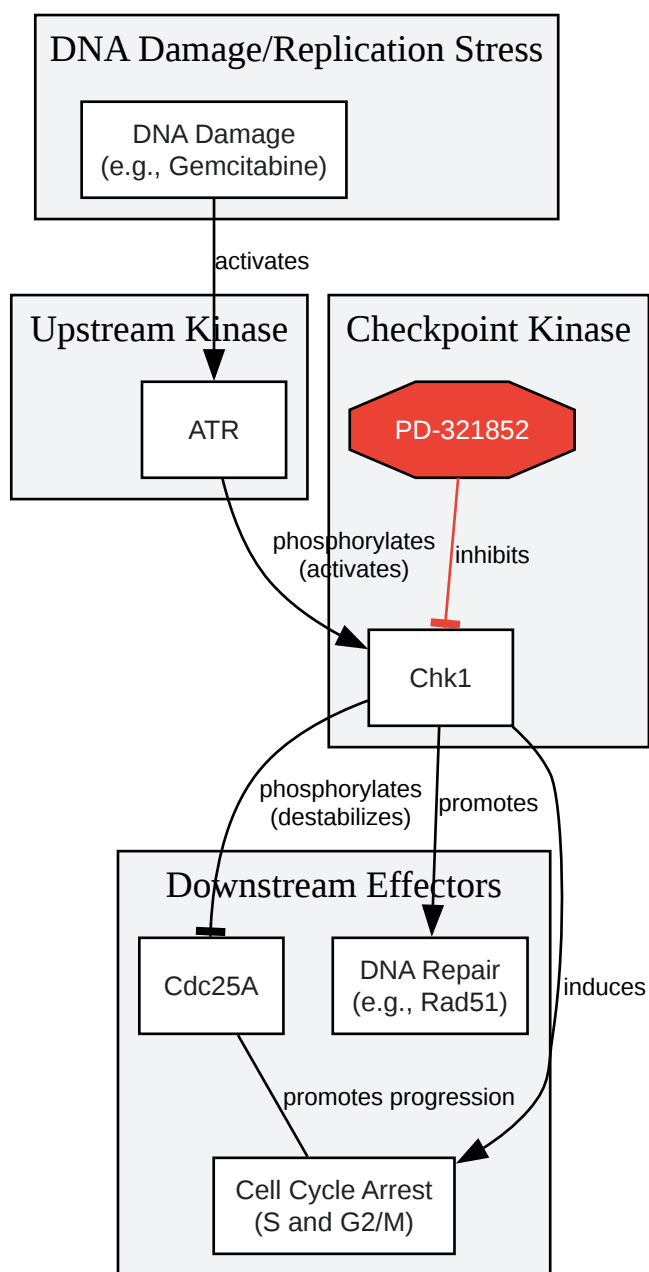 DNA Damage/Replication Stress
DNA Damage
(e.g., Gemcitabine)
activates
Upstream Kinase
Checkpoint Kinase
ATR
PD-321852
phosphorylates
(activates)
inhibits
Chk1
phosphorylates
(destabilizes)
promotes
Downstream Effectors
Cdc25A
DNA Repair
(e.g., Rad51)
induces
promotes progression
Cell Cycle Arrest
(S and G2/M)